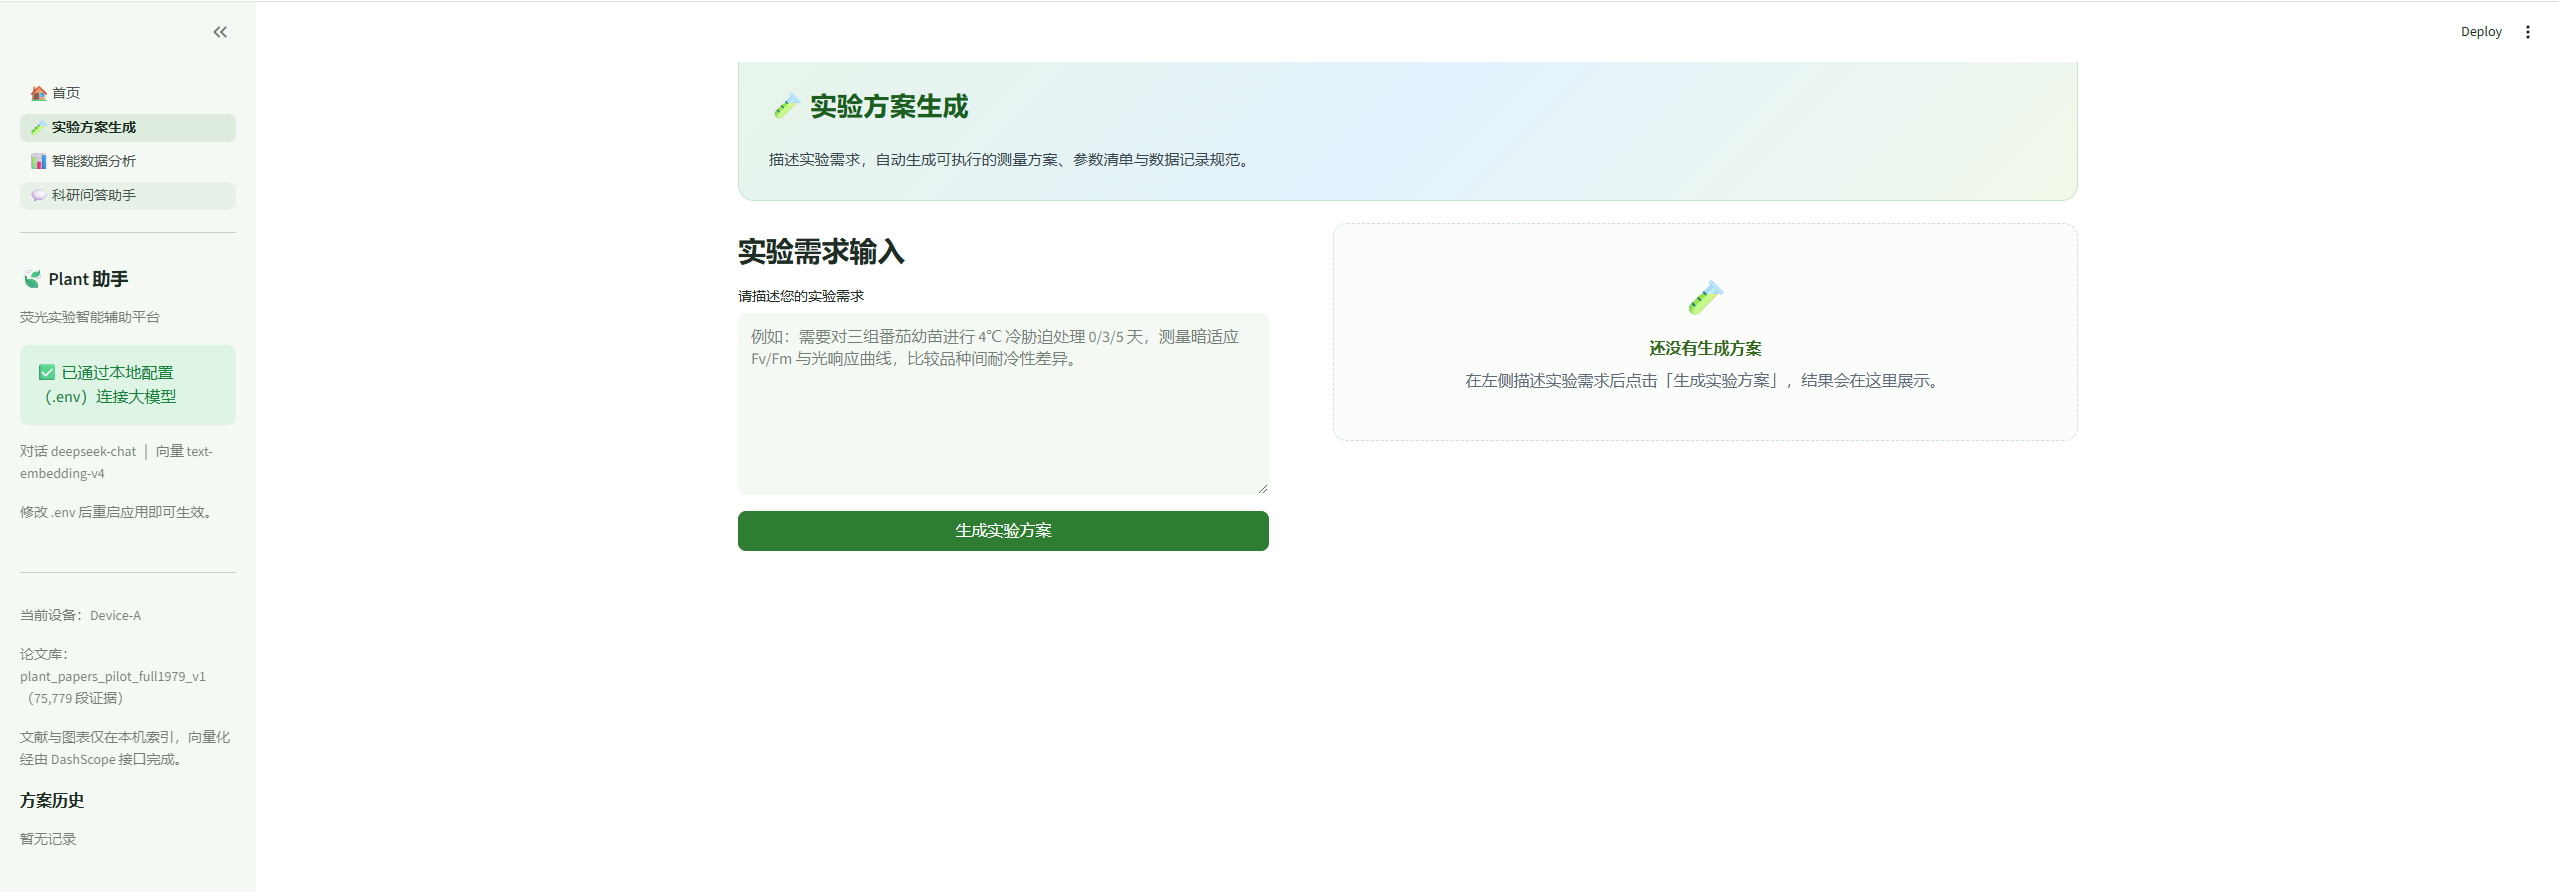 Deploy
首页
实验方案生成
智能数据分析
科研问答助手
Plant 助手
荧光实验智能辅助平台
已通过本地配置
（.env）连接大模型
对话 deepseek-chat ｜ 向量 text-
embedding-v4
修改 .env 后重启应用即可生效。
当前设备：Device-A
论文库：
plant_papers_pilot_full1979_v1
（75,779 段证据）
文献与图表仅在本机索引，向量化
经由 DashScope 接口完成。
方案历史
暂无记录
实验方案生成
描述实验需求，自动生成可执行的测量方案、参数清单与数据记录规范。
实验需求输入
请描述您的实验需求
例如：需要对三组番茄幼苗进行 4℃ 冷胁迫处理 0/3/5 天，测量暗适应
Fv/Fm 与光响应曲线，比较品种间耐冷性差异。
生成实验方案
还没有生成方案
在左侧描述实验需求后点击「生成实验方案」，结果会在这里展示。